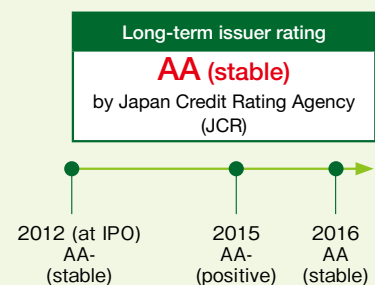 Long-term issuer rating
AA (stable)
by Japan Credit Rating Agency
(JCR)
2012 (at IPO)
AA-
(stable)
2015
AA-
(positive)
2016
AA
(stable)